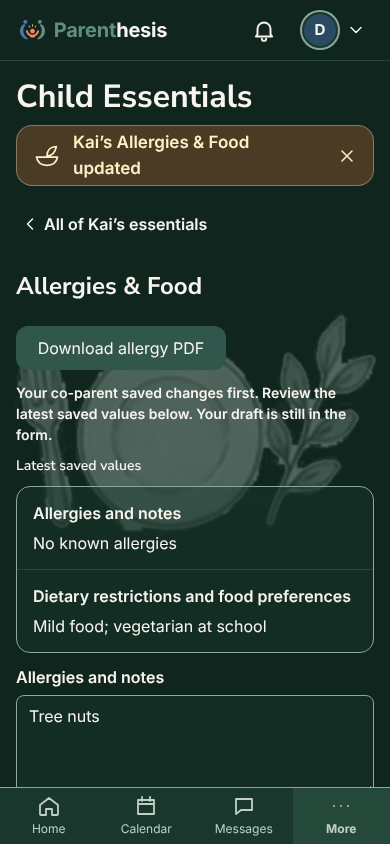 Parenthesis
D
Child Essentials
Kai’s Allergies & Food
updated
All of Kai’s essentials
Allergies & Food
Download allergy PDF
Your co-parent saved changes first. Review the
latest saved values below. Your draft is still in the
form.
Latest saved values
Allergies and notes
No known allergies
Dietary restrictions and food preferences
Mild food; vegetarian at school
Allergies and notes
Tree nuts
Home
Calendar
Messages
More